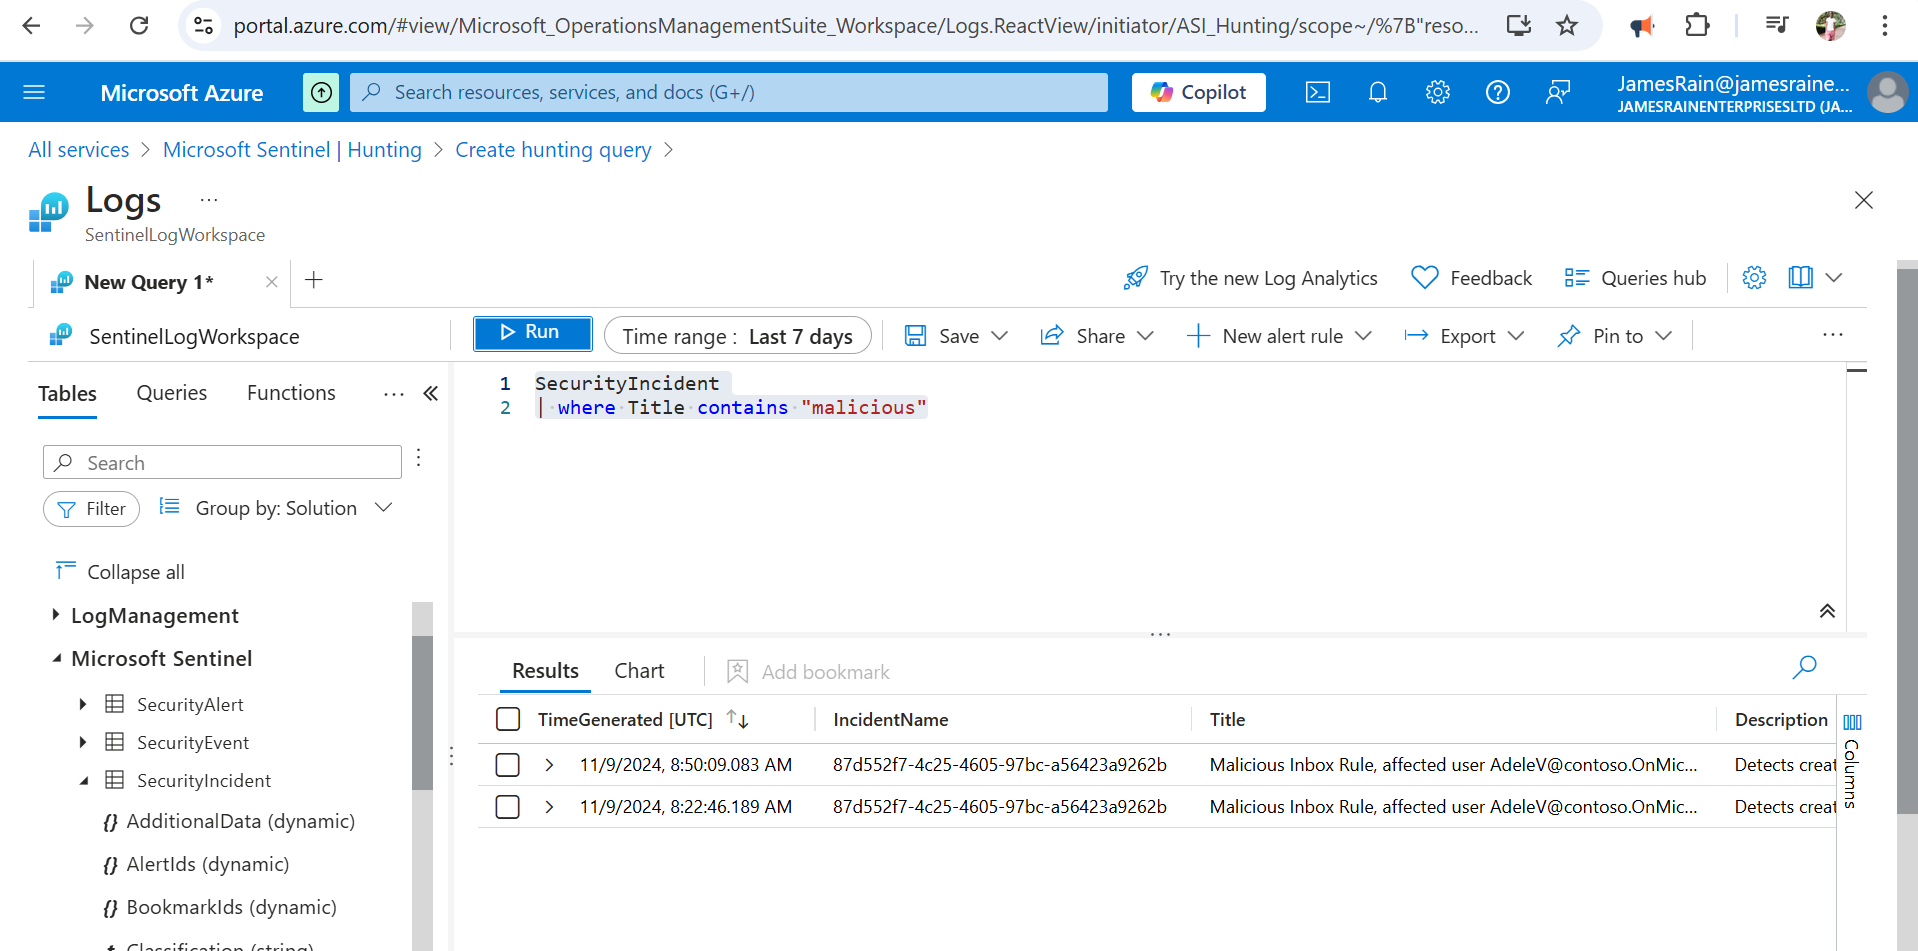 portal.azure.com/#view/Microsoft_OperationsManagementSuite_Workspace/Logs.ReactView/initiator/ASI_Hunting/scope~/%7B"reso...
Microsoft Azure
Search resources, services, and docs (G+/)
Copilot
JamesRain@jamesraine...
JAMESRAINENTERPRISESLTD (JA...
All services > Microsoft Sentinel | Hunting > Create hunting query >
Logs ...
SentinelLogWorkspace
New Query 1*
Try the new Log Analytics
Feedback
Queries hub
SentinelLogWorkspace
Run
Time range : Last 7 days
Save
Share
New alert rule
Export
Pin to
...
Tables
Queries
Functions
...
1 SecurityIncident
2 | where Title contains "malicious"
Search
Filter
Group by: Solution
Collapse all
LogManagement
Microsoft Sentinel
SecurityAlert
SecurityEvent
SecurityIncident
{} AdditionalData (dynamic)
{} AlertIds (dynamic)
{} BookmarkIds (dynamic)
t Classification (string)
Results
Chart
Add bookmark
TimeGenerated [UTC]
IncidentName
Title
Description
11/9/2024, 8:50:09.083 AM 87d552f7-4c25-4605-97bc-a56423a9262b Malicious Inbox Rule, affected user AdeleV@contoso.OnMic... Detects creat
11/9/2024, 8:22:46.189 AM 87d552f7-4c25-4605-97bc-a56423a9262b Malicious Inbox Rule, affected user AdeleV@contoso.OnMic... Detects creat
Columns